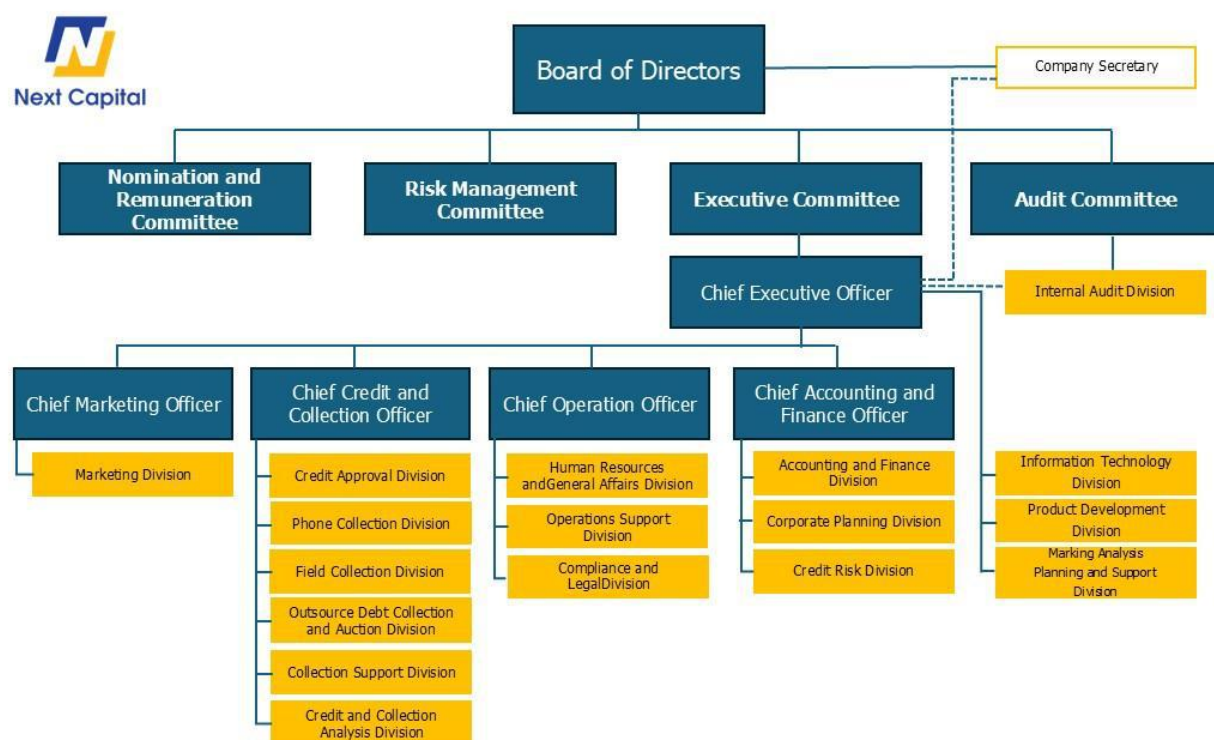 Next Capital
Board of Directors
Company Secretary
Nomination and
Remuneration
Committee
Risk Management
Committee
Executive Committee
Audit Committee
Chief Executive Officer
Internal Audit Division
Chief Marketing Officer
Chief Credit and
Collection Officer
Chief Operation Officer
Chief Accounting and
Finance Officer
Marketing Division
Credit Approval Division
Phone Collection Division
Field Collection Division
Outsource Debt Collection
and Auction Division
Collection Support Division
Credit and Collection
Analysis Division
Human Resources
andGeneral Affairs Division
Operations Support
Division
Compliance and
LegalDivision
Accounting and Finance
Division
Corporate Planning Division
Credit Risk Division
Information Technology
Division
Product Development
Division
Marking Analysis
Planning and Support
Division